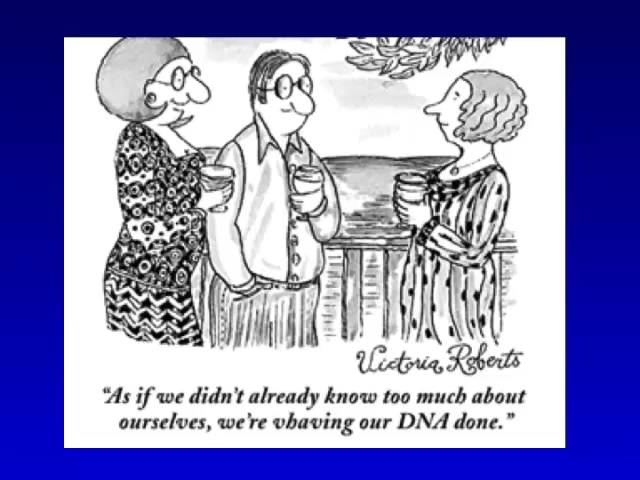 Victoria Roberts
"As if we didn't already know too much about
ourselves, we're vhaving our DNA done."